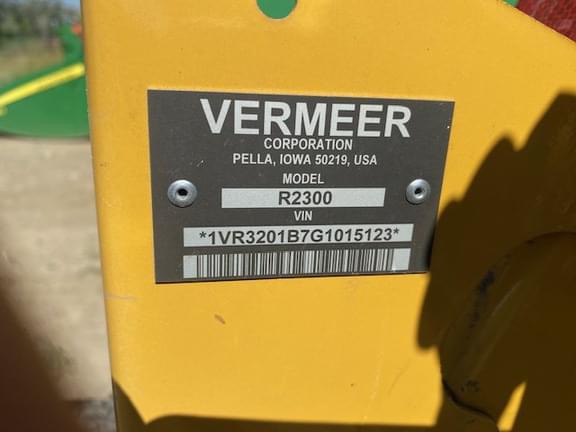 VERMEER
CORPORATION
PELLA, IOWA 50219, USA
MODEL
R2300
VIN
*1VR3201B7G1015123*